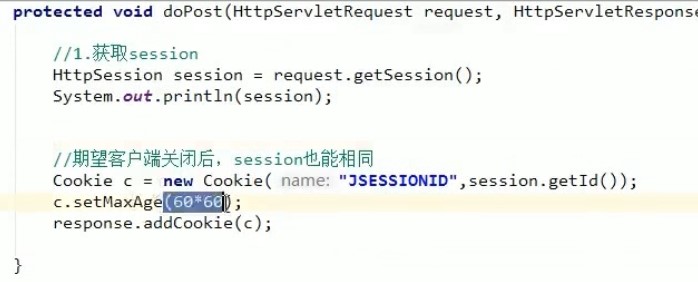 protected void doPost(HttpServletRequest request, HttpServletRespons
//1.获取session
HttpSession session = request.getSession();
System.out.println(session);
//期望客户端关闭后，session也能相同
Cookie c = new Cookie( name: "JSESSIONID",session.getId());
c.setMaxAge(60*60);
response.addCookie(c);
}